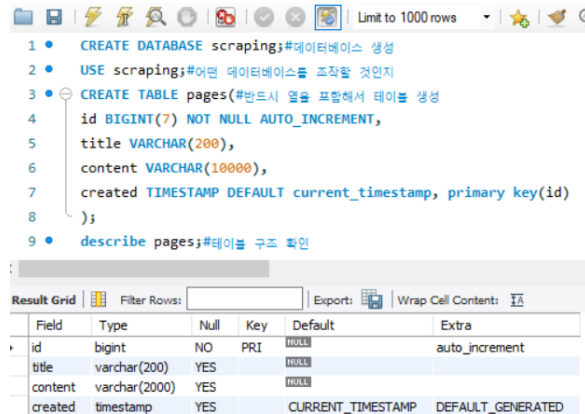 Limit to 1000 rows
1 CREATE DATABASE scraping;#데이터베이스 생성
2 USE scraping;#어떤 데이터베이스를 조작할 것인지
3 CREATE TABLE pages(#반드시 열을 포함해서 테이블 생성
4 id BIGINT(7) NOT NULL AUTO_INCREMENT,
5 title VARCHAR(200),
6 content VARCHAR(10000),
7 created TIMESTAMP DEFAULT current_timestamp, primary key(id)
8 );
9 describe pages;#테이블 구조 확인
Result Grid Filter Rows: Export: Wrap Cell Content: IA
Field Type Null Key Default Extra
id bigint NO PRI NULL auto_increment
title varchar(200) YES NULL
content varchar(2000) YES NULL
created timestamp YES CURRENT_TIMESTAMP DEFAULT_GENERATED